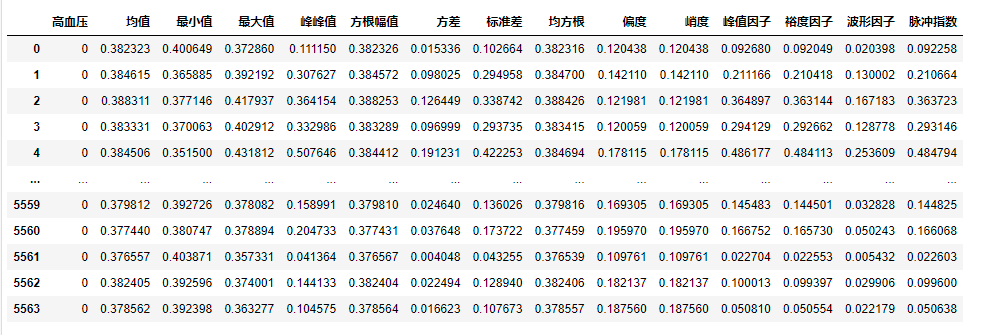 高血压 均值 最小值 最大值 峰峰值 方根幅值 方差 标准差 均方根 偏度 峭度 峰值因子 裕度因子 波形因子 脉冲指数
0 0 0.382323 0.400649 0.372860 0.111150 0.382326 0.015336 0.102664 0.382316 0.120438 0.120438 0.092680 0.092049 0.020398 0.092258
1 0 0.384615 0.365885 0.392192 0.307627 0.384572 0.098025 0.294958 0.384700 0.142110 0.142110 0.211166 0.210418 0.130002 0.210664
2 0 0.388311 0.377146 0.417937 0.364154 0.388253 0.126449 0.338742 0.388426 0.121981 0.121981 0.364897 0.363144 0.167183 0.363723
3 0 0.383331 0.370063 0.402912 0.332986 0.383289 0.096999 0.293735 0.383415 0.120059 0.120059 0.294129 0.292662 0.128778 0.293146
4 0 0.384506 0.351500 0.431812 0.507646 0.384412 0.191231 0.422253 0.384694 0.178115 0.178115 0.486177 0.484113 0.253609 0.484794
... ... ... ... ... ... ... ... ... ... ... ... ... ... ... ...
5559 0 0.379812 0.392726 0.378082 0.158991 0.379810 0.024640 0.136026 0.379816 0.169305 0.169305 0.145483 0.144501 0.032828 0.144825
5560 0 0.377440 0.380747 0.378894 0.204733 0.377431 0.037648 0.173722 0.377459 0.195970 0.195970 0.166752 0.165730 0.050243 0.166068
5561 0 0.376557 0.403871 0.357331 0.041364 0.376567 0.004048 0.043255 0.376539 0.109761 0.109761 0.022704 0.022553 0.005432 0.022603
5562 0 0.382405 0.392596 0.374001 0.144133 0.382404 0.022494 0.128940 0.382406 0.182137 0.182137 0.100013 0.099397 0.029906 0.099600
5563 0 0.378562 0.392398 0.363277 0.104575 0.378564 0.016623 0.107673 0.378557 0.187560 0.187560 0.050810 0.050554 0.022179 0.050638